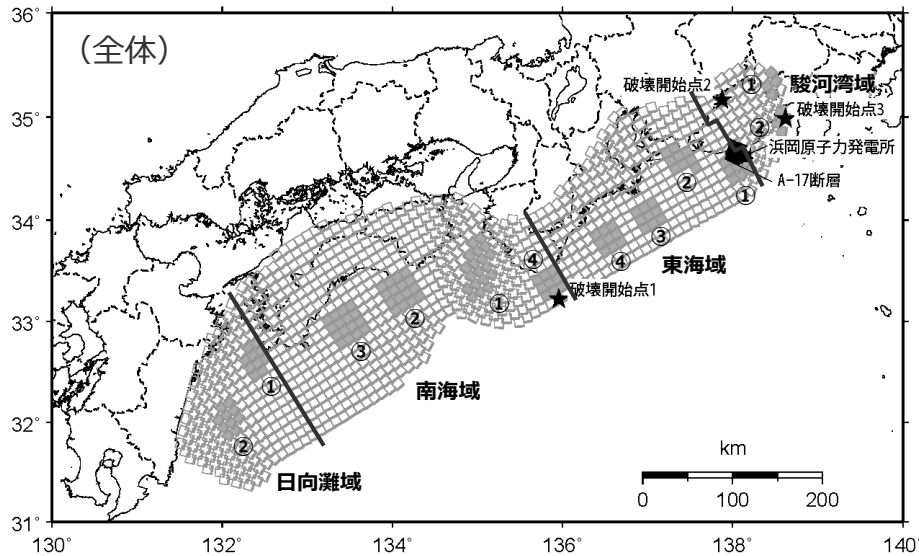 36°
(全体)
破壊開始点2
①
駿河湾域
35°
破壊開始点3
②
浜岡原子力発電所
②
A-17断層
①
34°
③
④
④
東海域
破壊開始点1
①
②
33°
③
①
南海域
32°
②
日向灘域
km
0 100 200
31°
130 132 134 136 138 140°